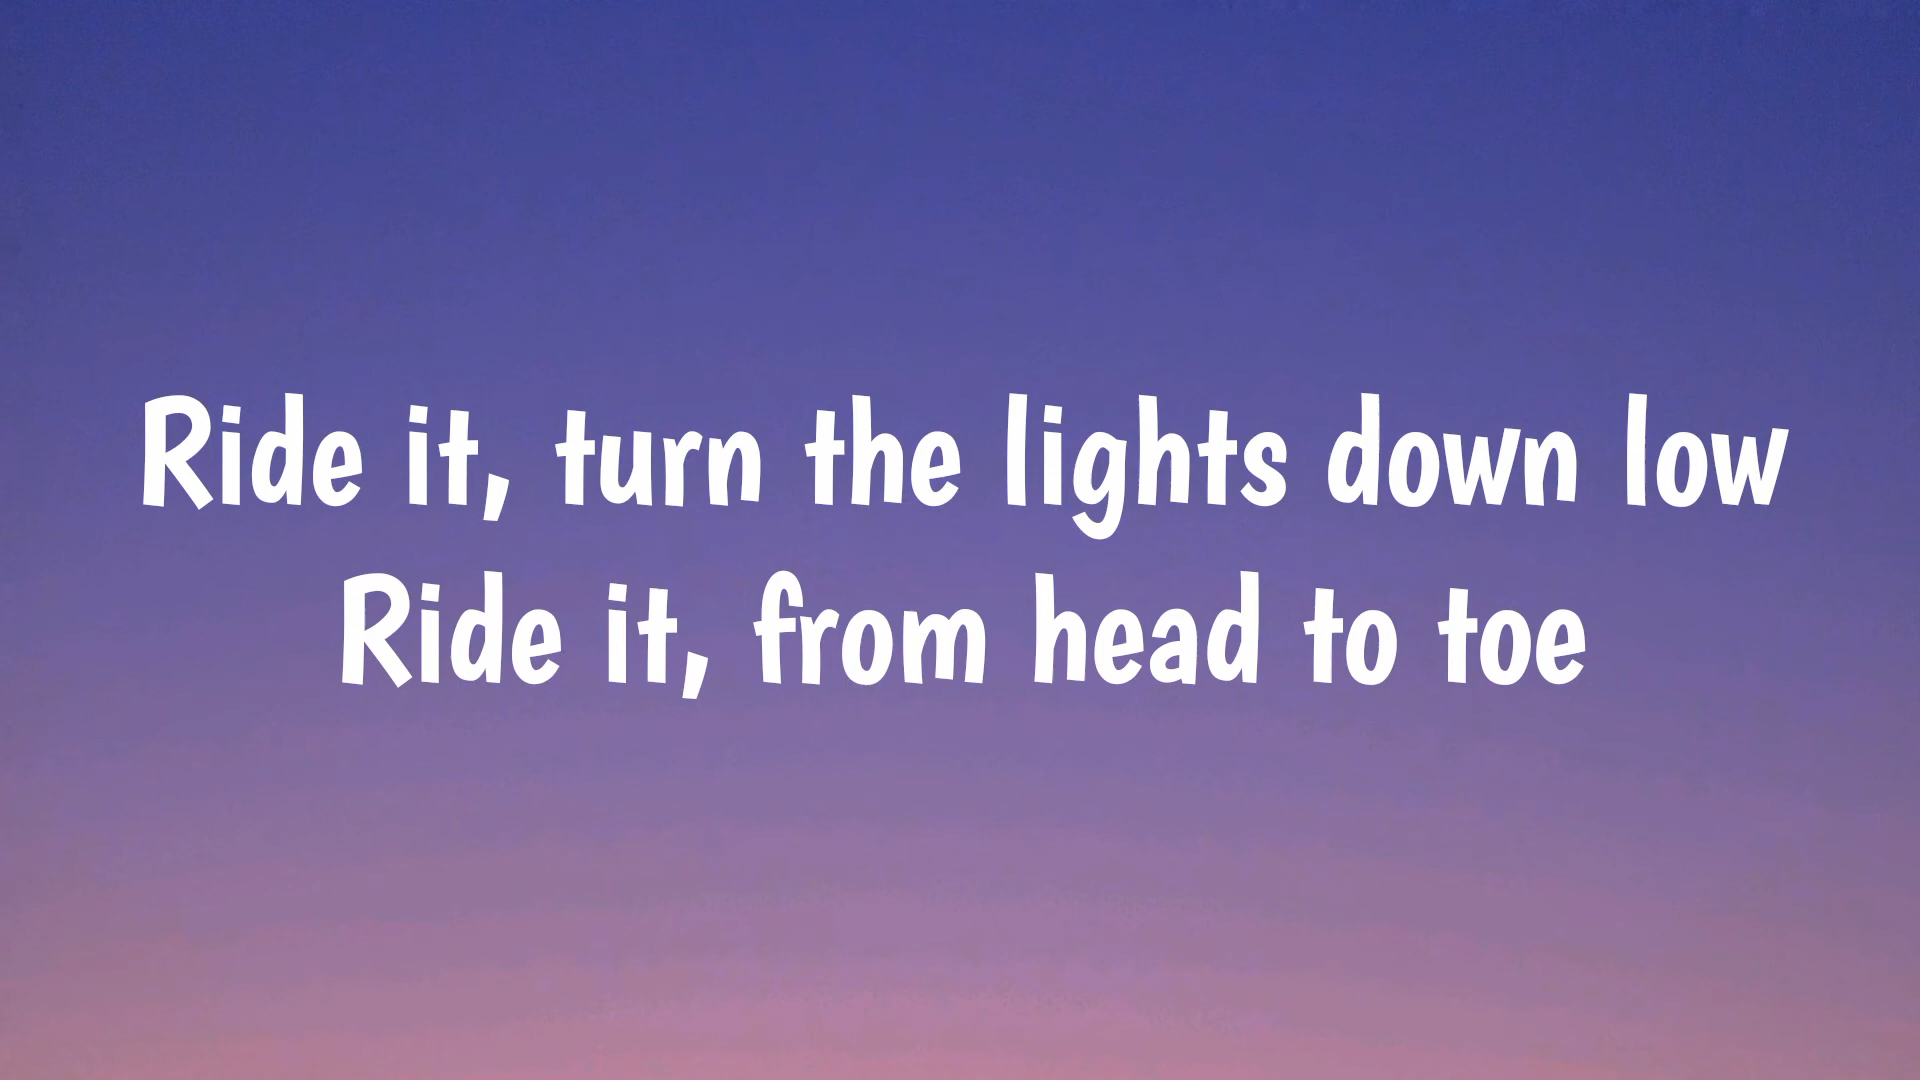 Ride it, turn the lights down low
Ride it, from head to toe